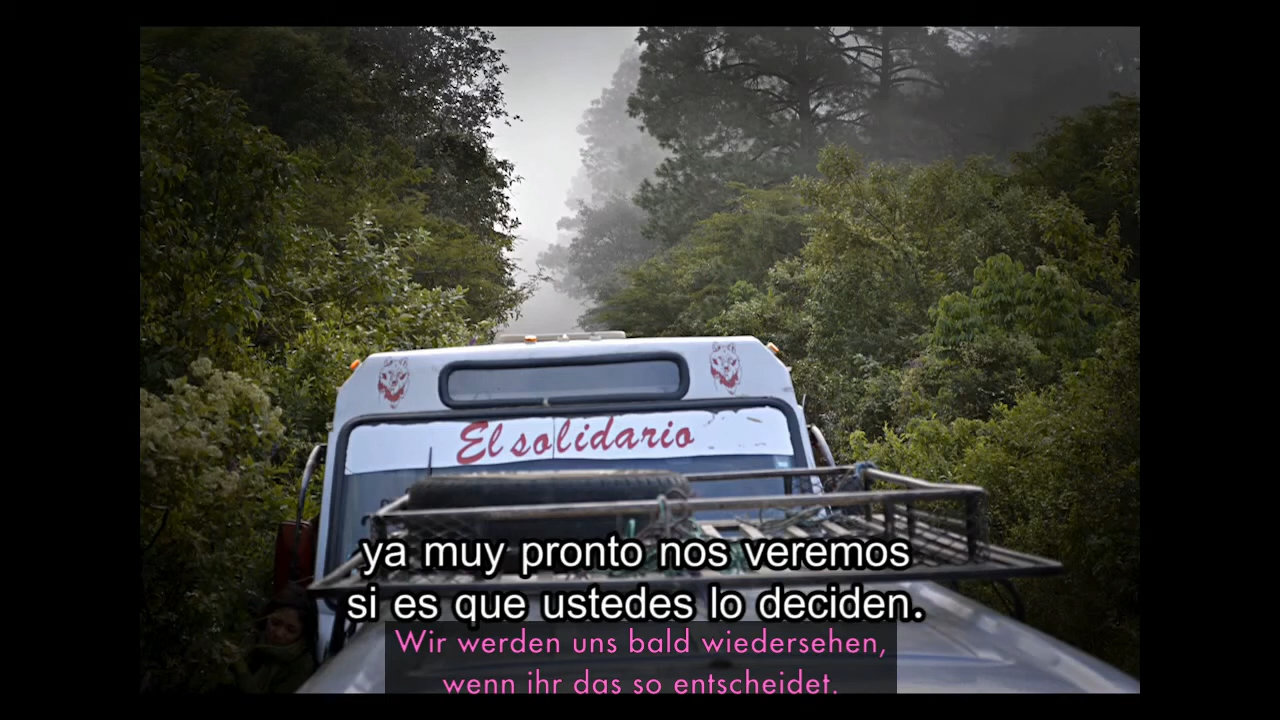 El solidario
ya muy pronto nos veremos
si es que ustedes lo deciden.
Wir werden uns bald wiedersehen,
wenn ihr das so entscheidet.